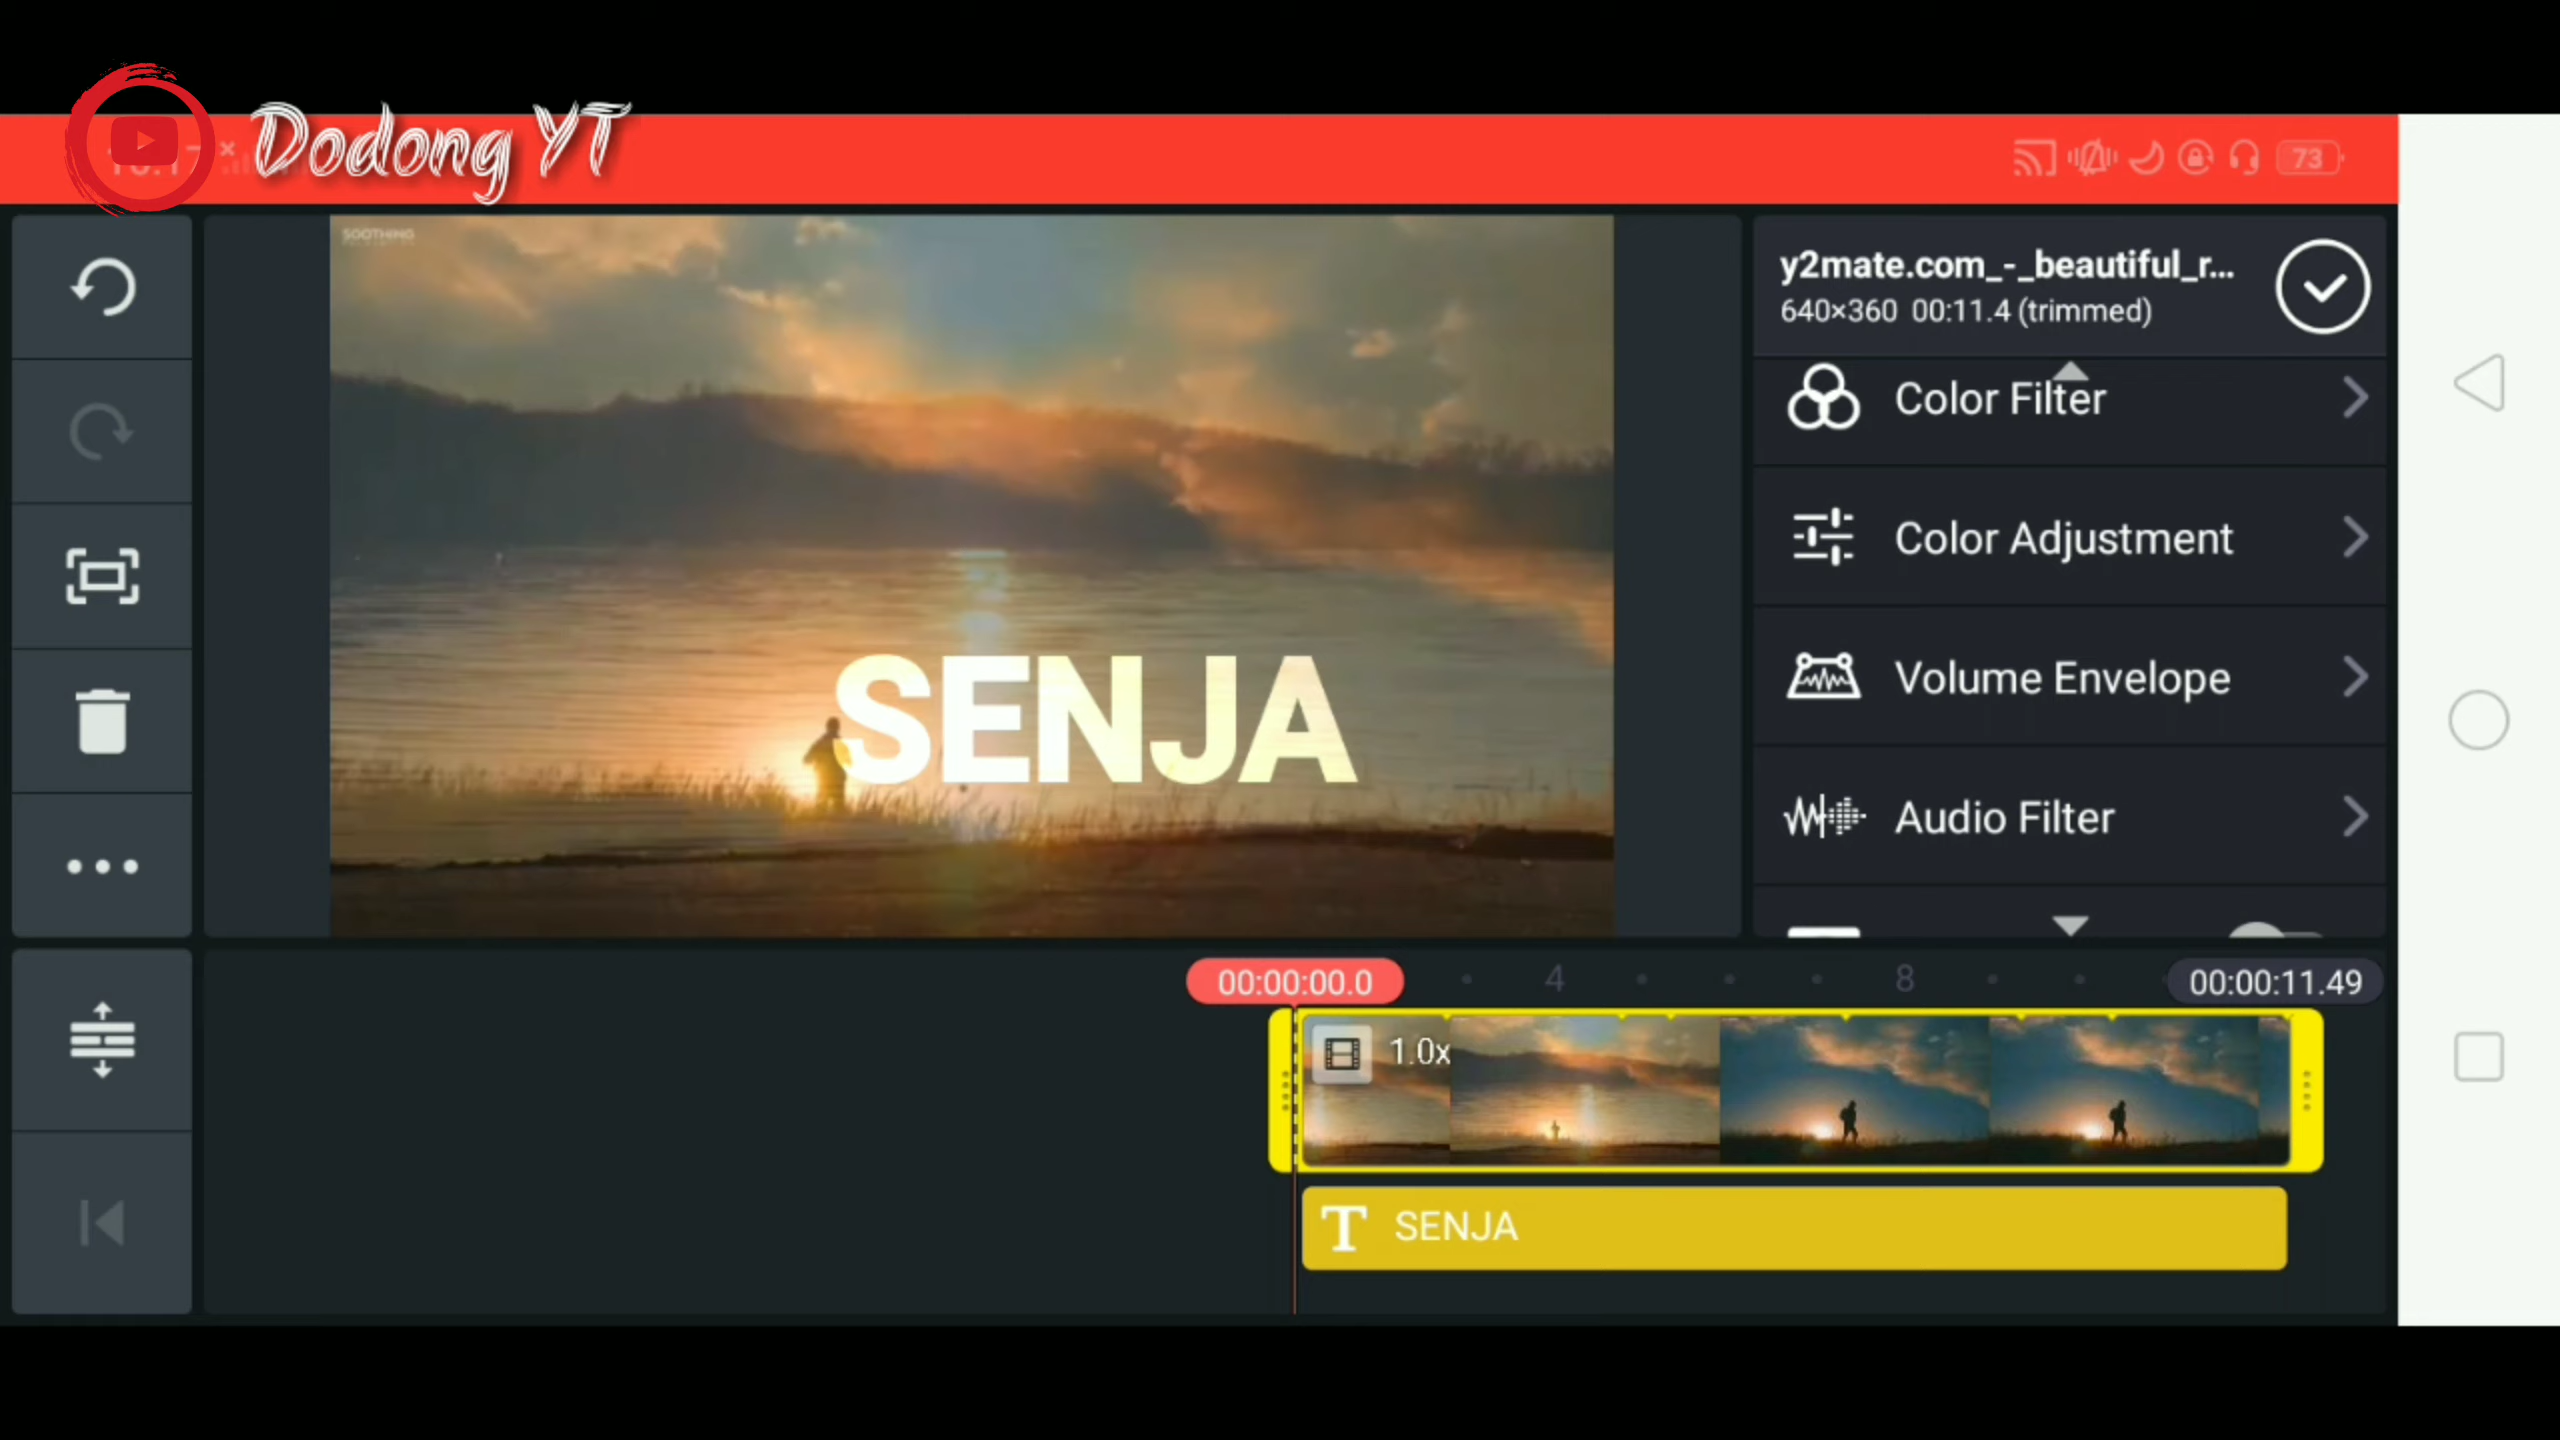 Dodong YT
73
SOOTHING
y2mate.com_-_beautiful_r...
640×360 00:11.4 (trimmed)
Color Filter
Color Adjustment
Volume Envelope
Audio Filter
SENJA
00:00:00.0
4
8
00:00:11.49
1.0x
T SENJA